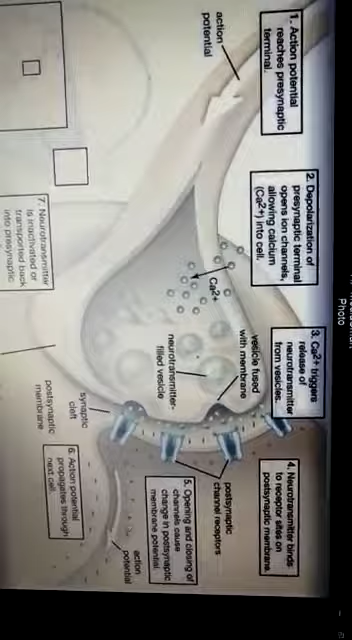 Photo
1. Action potential
reaches presynaptic
terminal.
action
potential
2. Depolarization of
presynaptic terminal
opens ion channels,
allowing calcium
(Ca2+) into cell.
Ca2+
3. Ca2+ triggers
release of
neurotransmitter
from vesicles.
vesicle fused
with membrane
neurotransmitter-
filled vesicle
4. Neurotransmitter binds
to receptor sites on
postsynaptic membrane.
postsynaptic
channel receptors
5. Opening and closing of
channels cause
change in postsynaptic
membrane potential.
action
potential
synaptic
cleft
postsynaptic
membrane
6. Action potential
propagates through
next cell.
7. Neurotransmitter
is inactivated or
transported back
into presynaptic